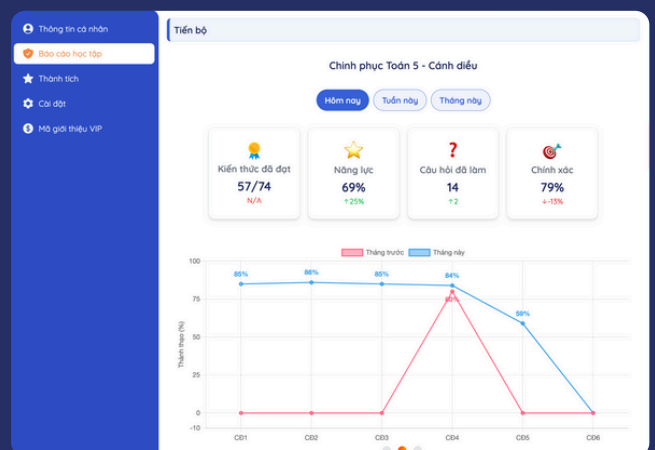 Thông tin cá nhân
Báo cáo học tập
Thành tích
Cài đặt
Mã giới thiệu VIP
Tiến bộ
Chinh phục Toán 5 - Cánh diều
Hôm nay Tuần này Tháng này
Kiến thức đã đạt
57/74
N/A
Năng lực
69%
↑25%
Câu hỏi đã làm
14
↑2
Chính xác
79%
↓-13%
Tháng trước Tháng này
Thành thạo (%)
100
75
50
25
0
-10
85% 86% 85% 84% 59%
80%
CĐ1 CĐ2 CĐ3 CĐ4 CĐ5 CĐ6